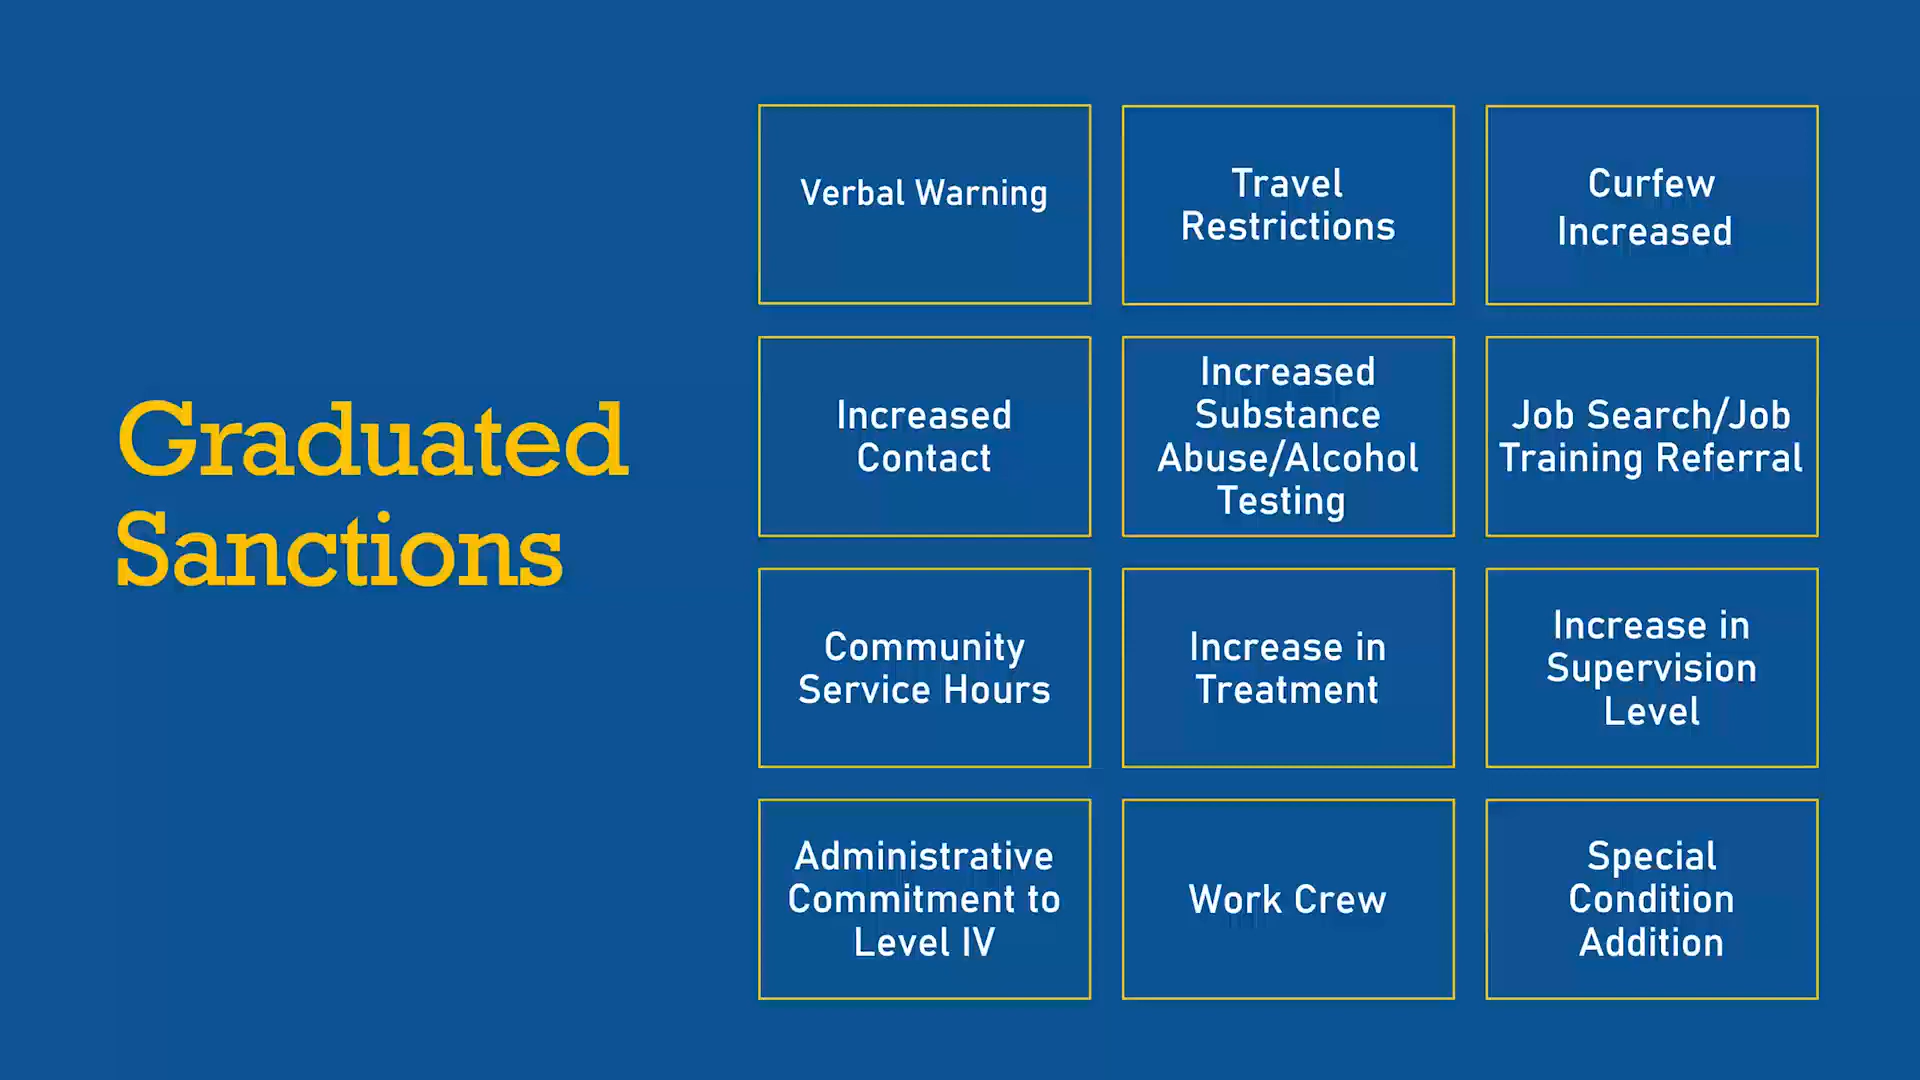 Graduated
Sanctions
Verbal Warning
Travel
Restrictions
Curfew
Increased
Increased
Contact
Increased
Substance
Abuse/Alcohol
Testing
Job Search/Job
Training Referral
Community
Service Hours
Increase in
Treatment
Increase in
Supervision
Level
Administrative
Commitment to
Level IV
Work Crew
Special
Condition
Addition